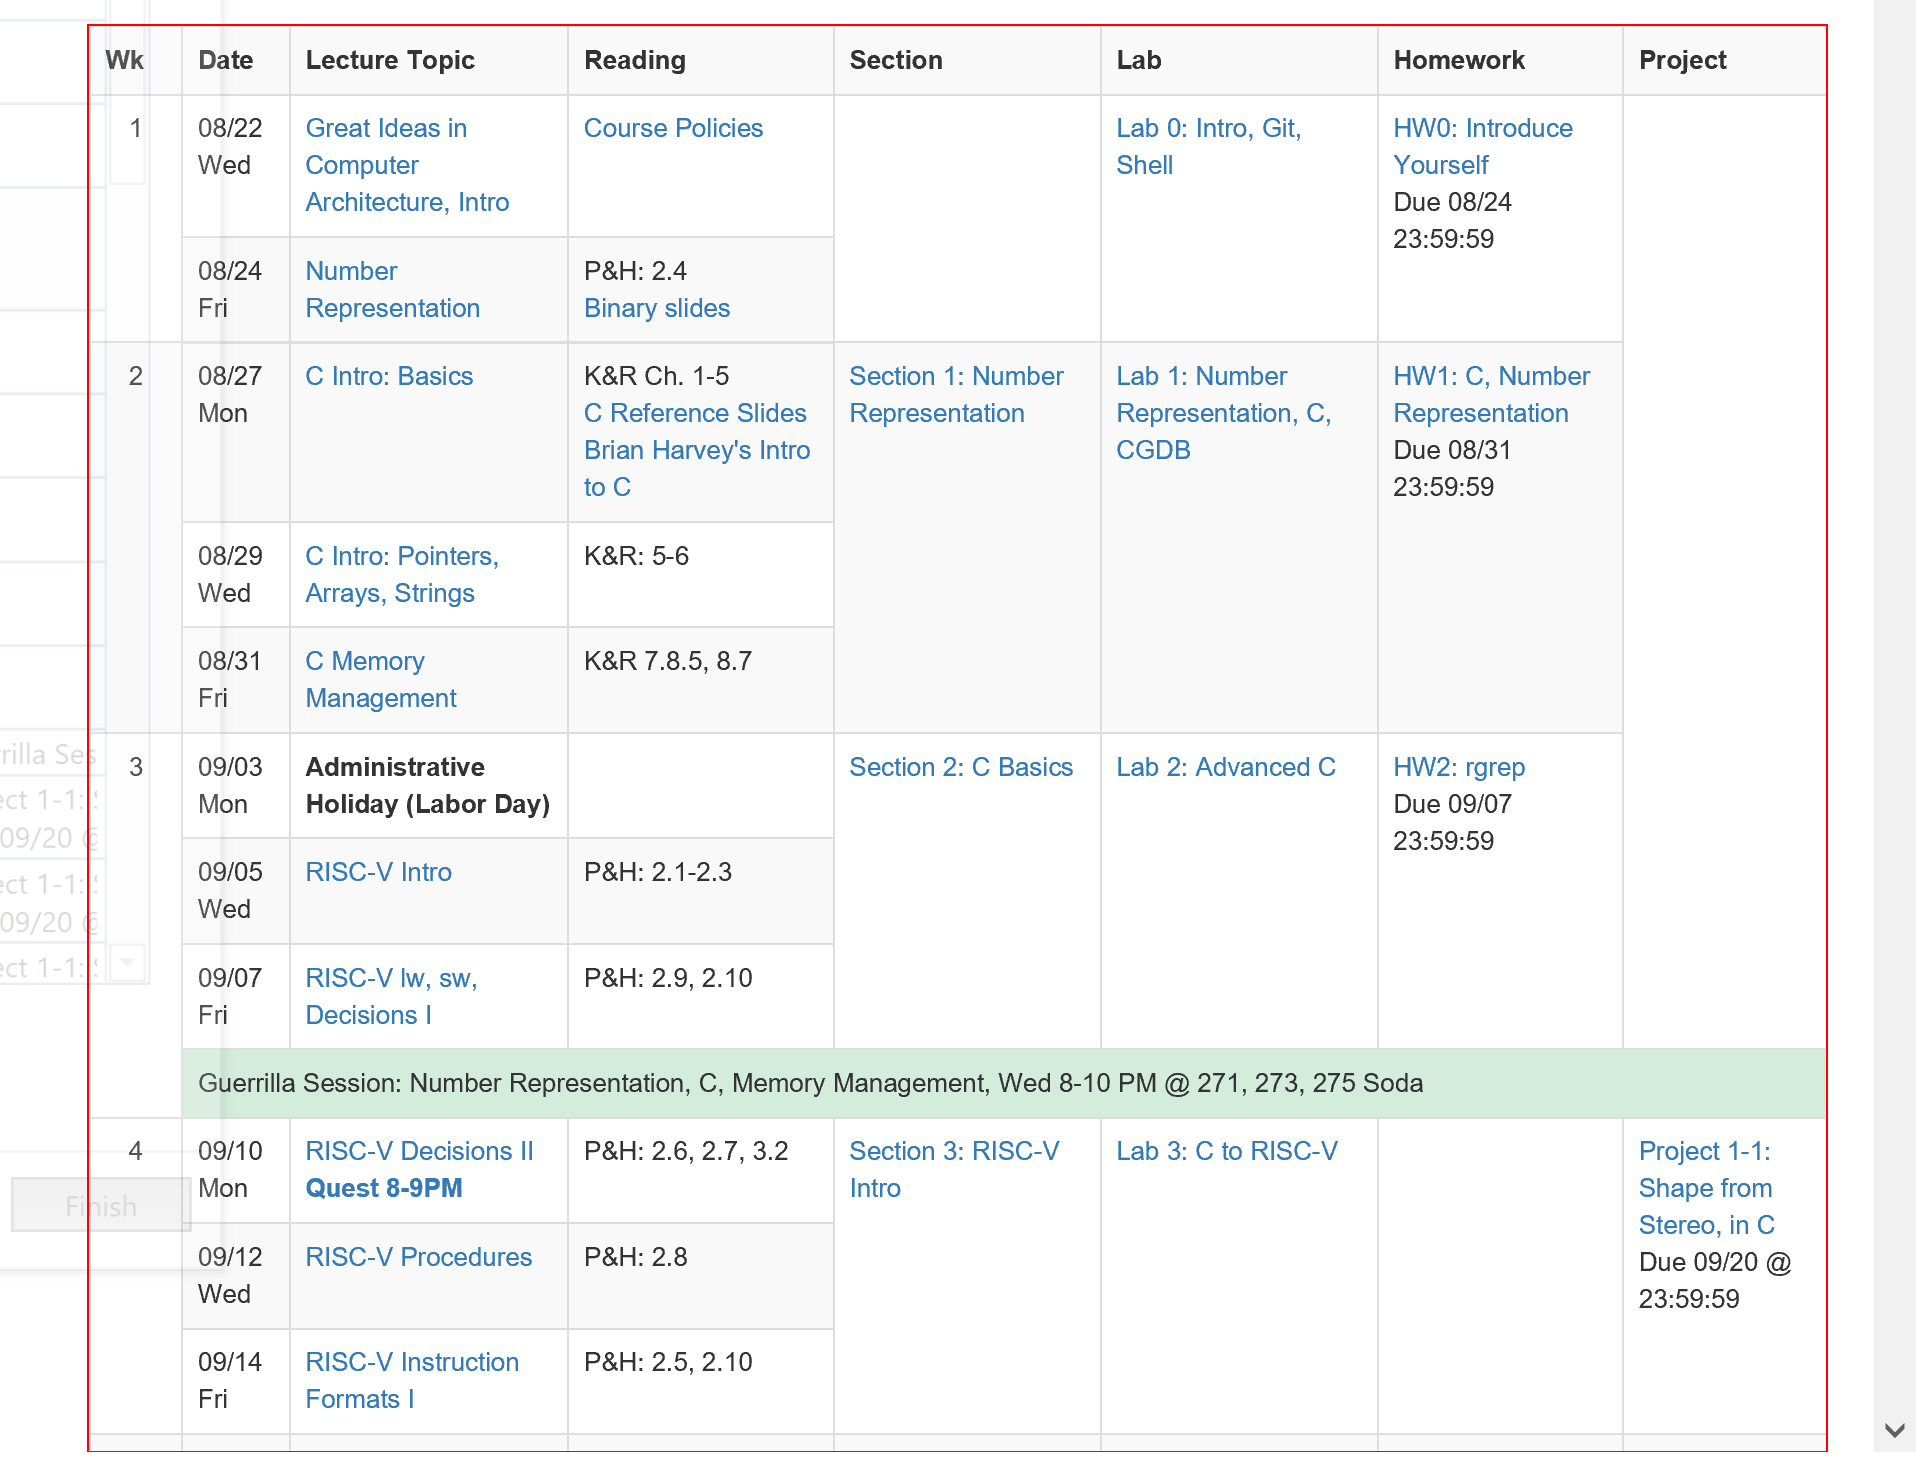 Wk Date Lecture Topic Reading Section Lab Homework Project
1
08/22
Wed
Great Ideas in
Computer
Architecture, Intro
Course Policies
Lab 0: Intro, Git,
Shell
HW0: Introduce
Yourself
Due 08/24
23:59:59
08/24
Fri
Number
Representation
P&H: 2.4
Binary slides
2
08/27
Mon
C Intro: Basics
K&R Ch. 1-5
C Reference Slides
Brian Harvey's Intro
to C
Section 1: Number
Representation
Lab 1: Number
Representation, C,
CGDB
HW1: C, Number
Representation
Due 08/31
23:59:59
08/29
Wed
C Intro: Pointers,
Arrays, Strings
K&R: 5-6
08/31
Fri
C Memory
Management
K&R 7.8.5, 8.7
rilla Ses
ect 1-1: S
09/20 @
ect 1-1: S
09/20 @
ect 1-1: S
3
09/03
Mon
Administrative
Holiday (Labor Day)
Section 2: C Basics
Lab 2: Advanced C
HW2: rgrep
Due 09/07
23:59:59
09/05
Wed
RISC-V Intro
P&H: 2.1-2.3
09/07
Fri
RISC-V lw, sw,
Decisions I
P&H: 2.9, 2.10
Guerrilla Session: Number Representation, C, Memory Management, Wed 8-10 PM @ 271, 273, 275 Soda
4
09/10
Mon
RISC-V Decisions II
Quest 8-9PM
P&H: 2.6, 2.7, 3.2
Section 3: RISC-V
Intro
Lab 3: C to RISC-V
Project 1-1:
Shape from
Stereo, in C
Due 09/20 @
23:59:59
Finish
09/12
Wed
RISC-V Procedures
P&H: 2.8
09/14
Fri
RISC-V Instruction
Formats I
P&H: 2.5, 2.10